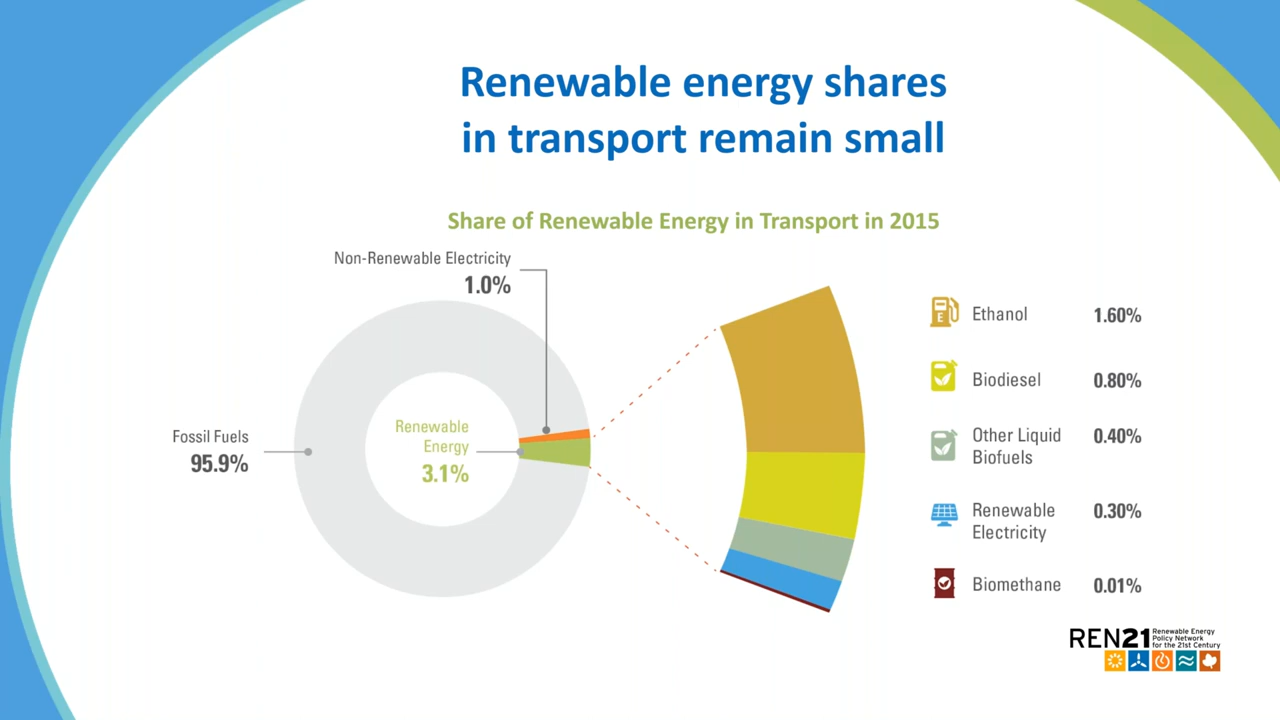 Renewable energy shares
in transport remain small
Share of Renewable Energy in Transport in 2015
Non-Renewable Electricity
1.0%
Fossil Fuels
95.9%
Renewable
Energy
3.1%
Ethanol 1.60%
Biodiesel 0.80%
Other Liquid
Biofuels
0.40%
Renewable
Electricity
0.30%
Biomethane 0.01%
E
REN21
Renewable Energy
Policy Network
for the 21st Century